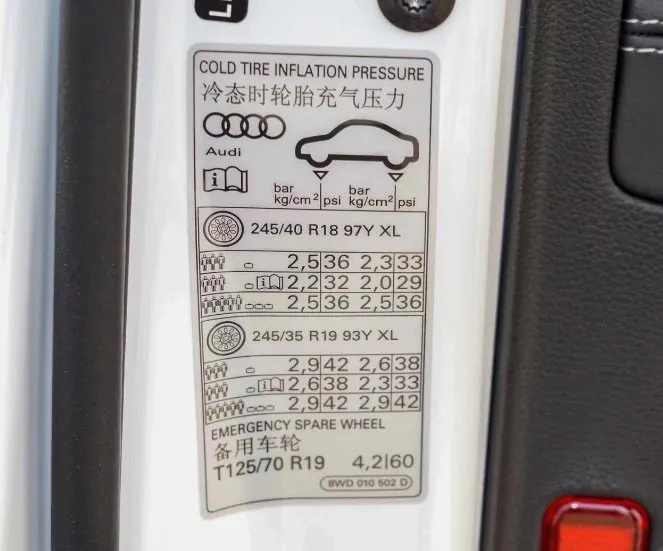 COLD TIRE INFLATION PRESSURE
冷态时轮胎充气压力
Audi
bar kg/cm² psi bar kg/cm² psi
245/40 R18 97Y XL
2,5 36 2,3 33
2,2 32 2,0 29
2,5 36 2,5 36
245/35 R19 93Y XL
2,9 42 2,6 38
2,6 38 2,3 33
2,9 42 2,9 42
EMERGENCY SPARE WHEEL
备用车轮
T125/70 R19 4,2 60
8WD 010 502 D